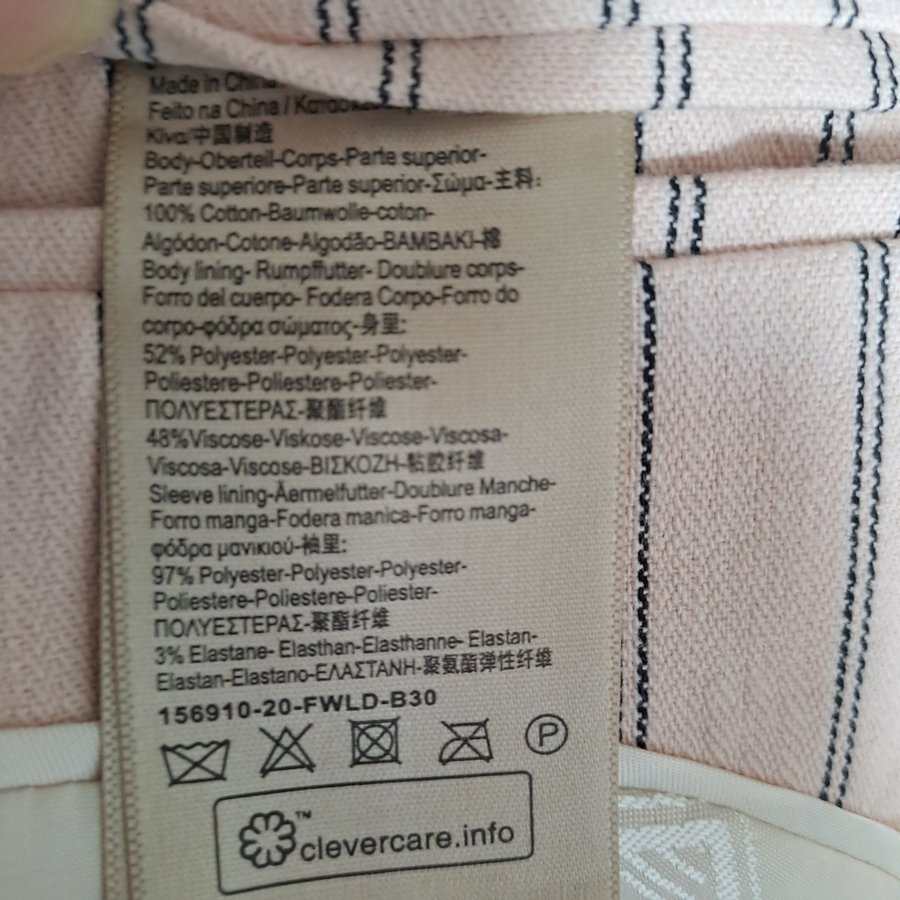 Made in China
Feito na China /
Κίνα/中国制造
Body-Oberteil-Corps-Parte superior-
Parte superiore-Parte superior-Σώμα-主料:
100% Cotton-Baumwolle-coton-
Algódon-Cotone-Algodão-BAMBAKI-棉
Body lining- Rumpffutter- Doublure corps-
Forro del cuerpo- Fodera Corpo-Forro do
corpo-φόδρα σώματος-身里:
52% Polyester-Polyester-Polyester-
Poliestere-Poliestere-Poliester-
ΠΟΛΥΕΣΤΕΡΑΣ-聚酯纤维
48%Viscose-Viskose-Viscose-Viscosa-
Viscosa-Viscose-ΒΙΣΚΟΖΗ-粘胶纤维
Sleeve lining-Äermelfutter-Doublure Manche-
Forro manga-Fodera manica-Forro manga-
φόδρα μανικιού-袖里:
97% Polyester-Polyester-Polyester-
Poliestere-Poliestere-Poliester-
ΠΟΛΥΕΣΤΕΡΑΣ-聚酯纤维
3% Elastane- Elasthan-Elasthanne- Elastan-
Elastan-Elastano-ΕΛΑΣΤΑΝΗ-聚氨酯弹性纤维
156910-20-FWLD-B30
P
™clevercare.info